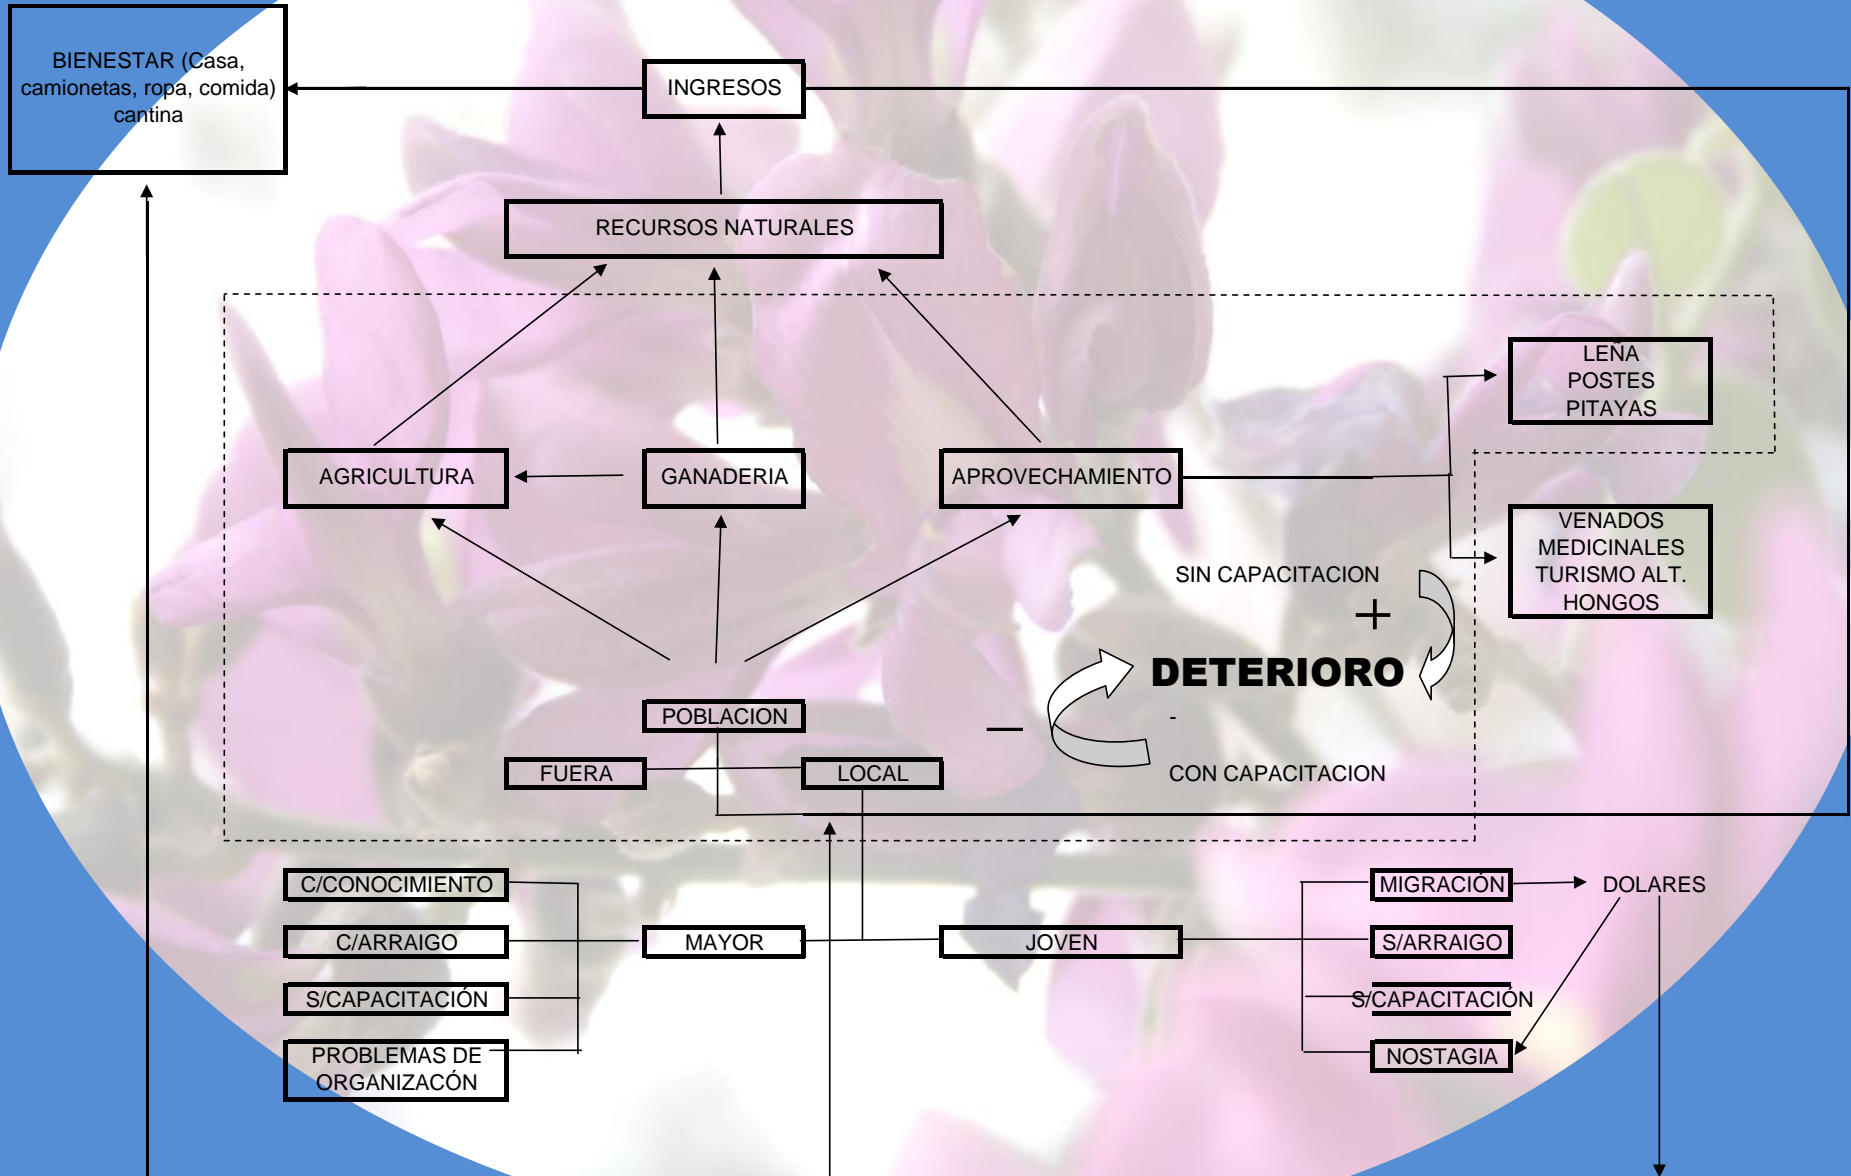 BIENESTAR (Casa,
camionetas, ropa, comida)
cantina
INGRESOS
RECURSOS NATURALES
LEÑA
POSTES
PITAYAS
AGRICULTURA
GANADERIA
APROVECHAMIENTO
VENADOS
MEDICINALES
TURISMO ALT.
HONGOS
SIN CAPACITACION
+
DETERIORO
-
—
CON CAPACITACION
POBLACION
FUERA
LOCAL
C/CONOCIMIENTO
C/ARRAIGO
S/CAPACITACIÓN
PROBLEMAS DE
ORGANIZACÓN
MAYOR
JOVEN
MIGRACIÓN
DOLARES
S/ARRAIGO
S/CAPACITACIÓN
NOSTAGIA